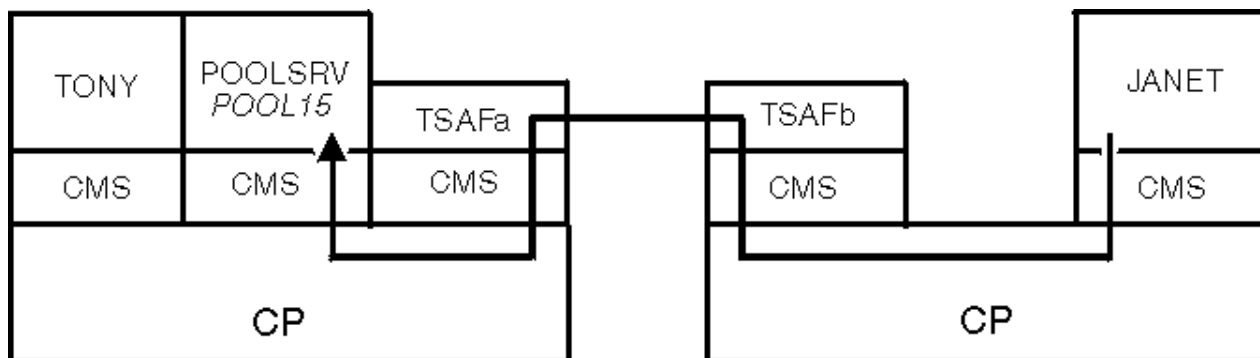 TONY
POOLSRV
POOL15
TSAFa
TSAFb
JANET
CMS
CMS
CMS
CMS
CMS
CP
CP